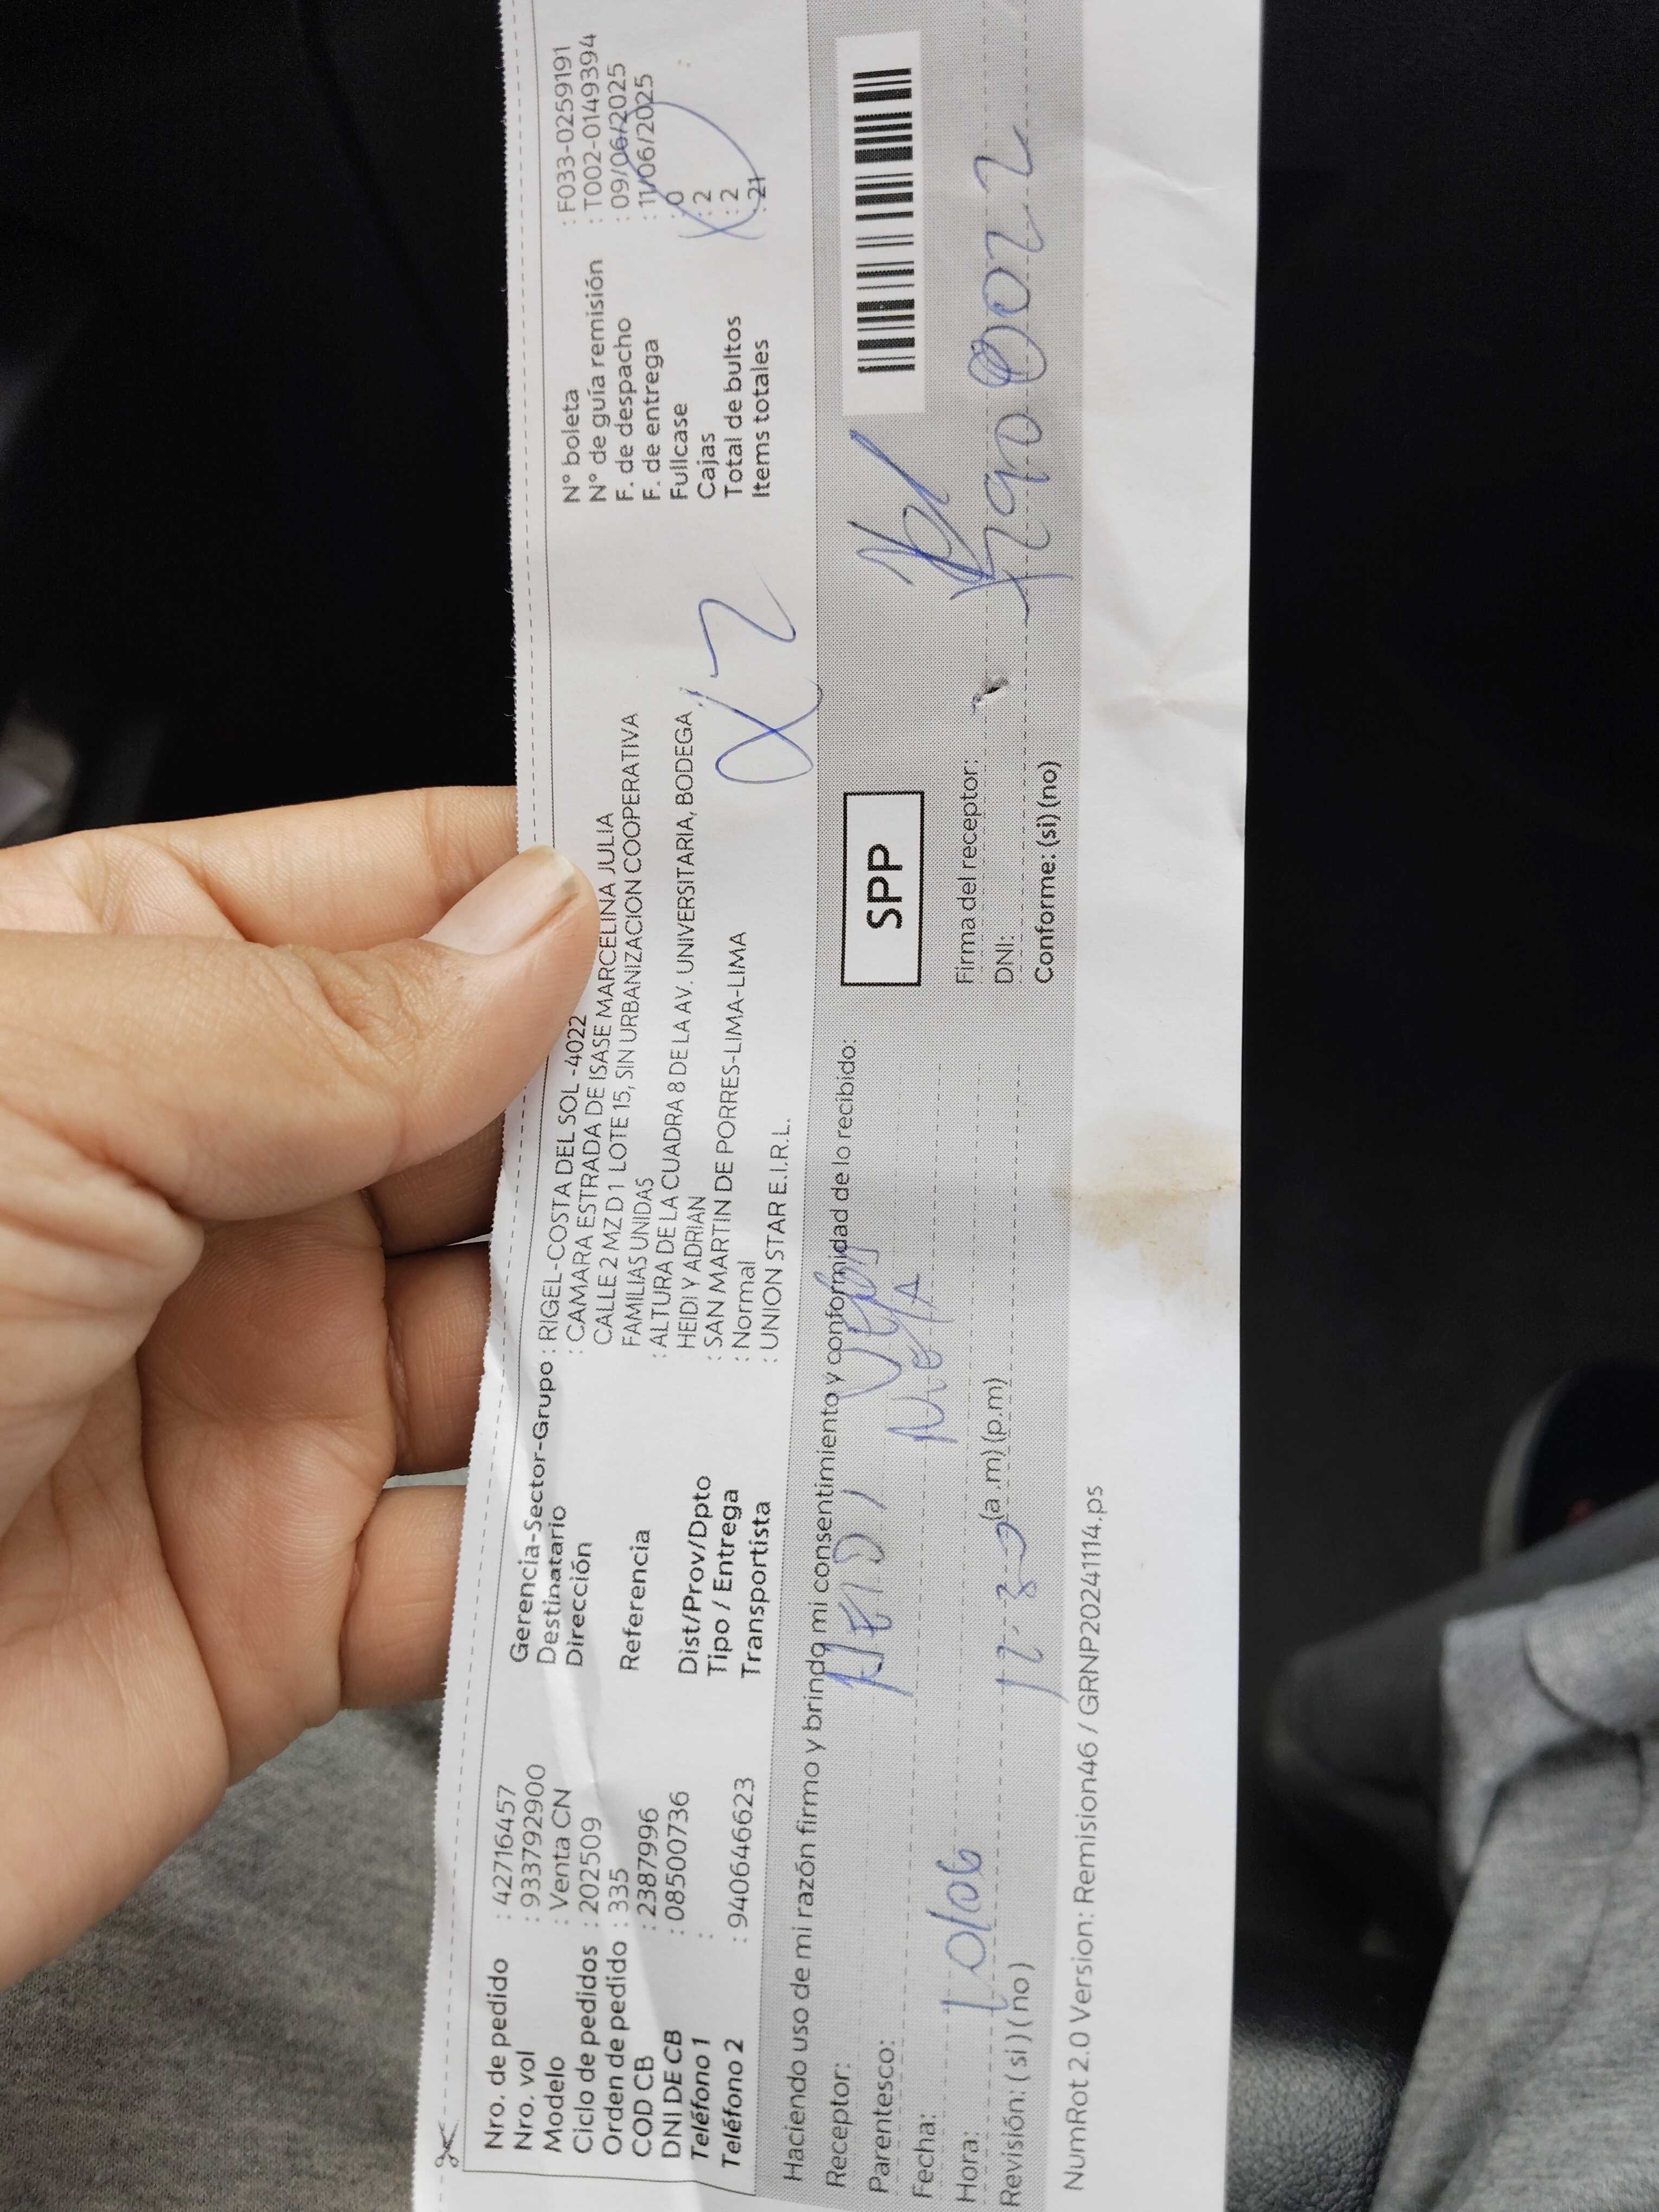 Nro. de pedido : 42716457
Nro. vol : 9337922900
Modelo : Venta CN
Ciclo de pedidos : 202509
Orden de pedido : 335
COD CB : 2387996
DNI DE CB : 08500736
Teléfono 1 :
Teléfono 2 : 940646623
Gerencia-Sector-Grupo : RIGEL-COSTA DEL SOL -4022
Destinatario : CAMARA ESTRADA DE ISASE MARCELINA JULIA
Dirección CALLE 2 MZ D 1 LOTE 15, SIN URBANIZACION COOPERATIVA
FAMILIAS UNIDAS
Referencia : ALTURA DE LA CUADRA 8 DE LA AV. UNIVERSITARIA, BODEGA
HEIDI Y ADRIAN
Dist/Prov/Dpto : SAN MARTIN DE PORRES-LIMA-LIMA
Tipo / Entrega : Normal
Transportista : UNION STAR E.I.R.L.
N° boleta : F033-0259191
N° de guía remisión : T002-0149394
F. de despacho : 09/06/2025
F. de entrega : 11/06/2025
Fullcase : 0
Cajas : 2
Total de bultos : 2
Items totales : 21
Haciendo uso de mi razón firmo y brindo mi consentimiento y conformidad de lo recibido:
Receptor:
Parentesco: NUERA
Fecha: 10/06
Hora: (a.m) (p.m)
Revisión: ( si ) ( no )
SPP
Firma del receptor:
DNI:
Conforme: (si) (no)
NumRot 2.0 Version: Remision46 / GRNP20241114.ps